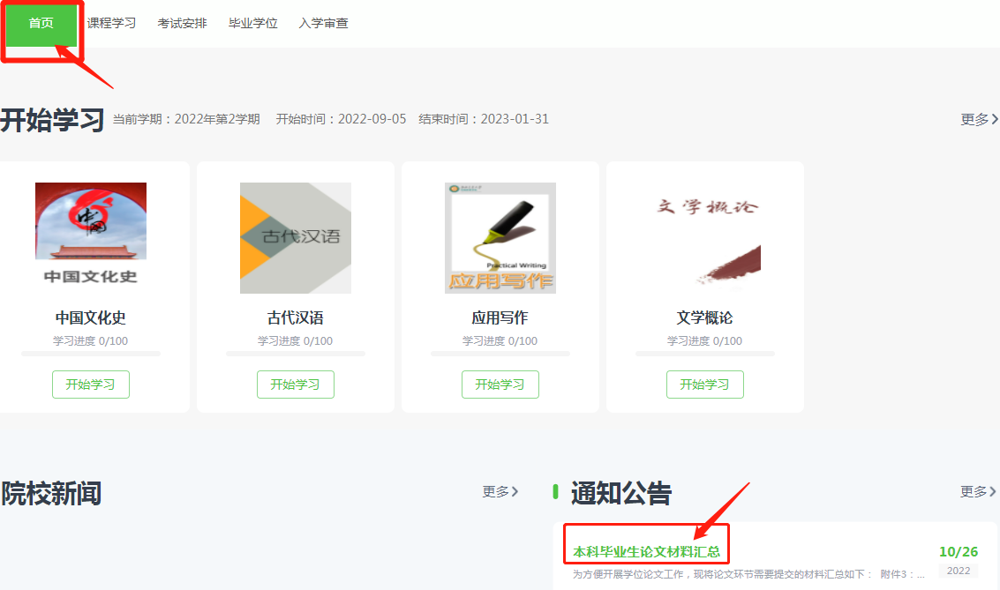 首页 课程学习 考试安排 毕业学位 入学审查
开始学习 当前学期：2022年第2学期 开始时间：2022-09-05 结束时间：2023-01-31 更多
中国
中国文化史
古代汉语
Practical Writing
应用写作
文学概论
中国文化史 古代汉语 应用写作 文学概论
学习进度 0/100 学习进度 0/100 学习进度 0/100 学习进度 0/100
开始学习 开始学习 开始学习 开始学习
院校新闻 更多
通知公告 更多
本科毕业生论文材料汇总 10/26
为方便开展学位论文工作，现将论文环节需要提交的材料汇总如下： 附件3：... 2022